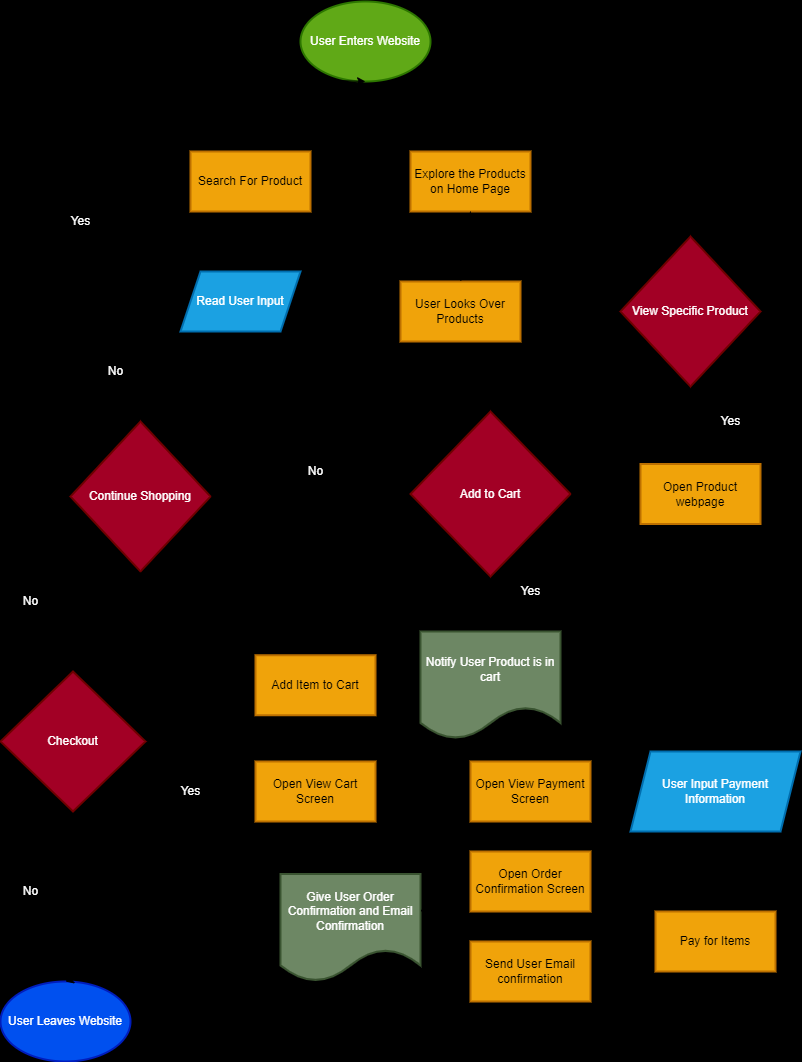 User Enters Website
Search For Product
Explore the Products
on Home Page
Yes
Read User Input
User Looks Over
Products
View Specific Product
No
Yes
Continue Shopping
No
Add to Cart
Open Product
webpage
No
Yes
Notify User Product is in
cart
Add Item to Cart
Checkout
Yes
Open View Cart
Screen
Open View Payment
Screen
User Input Payment
Information
No
Give User Order
Confirmation and Email
Confirmation
Open Order
Confirmation Screen
Pay for Items
Send User Email
confirmation
User Leaves Website